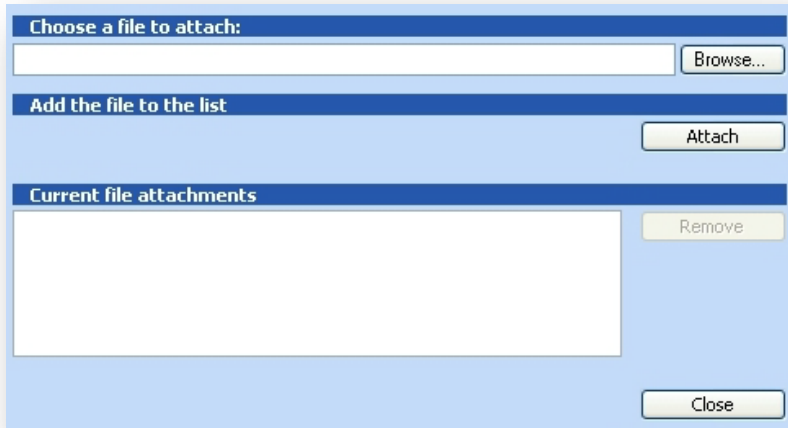 Choose a file to attach:
Browse...
Add the file to the list
Attach
Current file attachments
Remove
Close